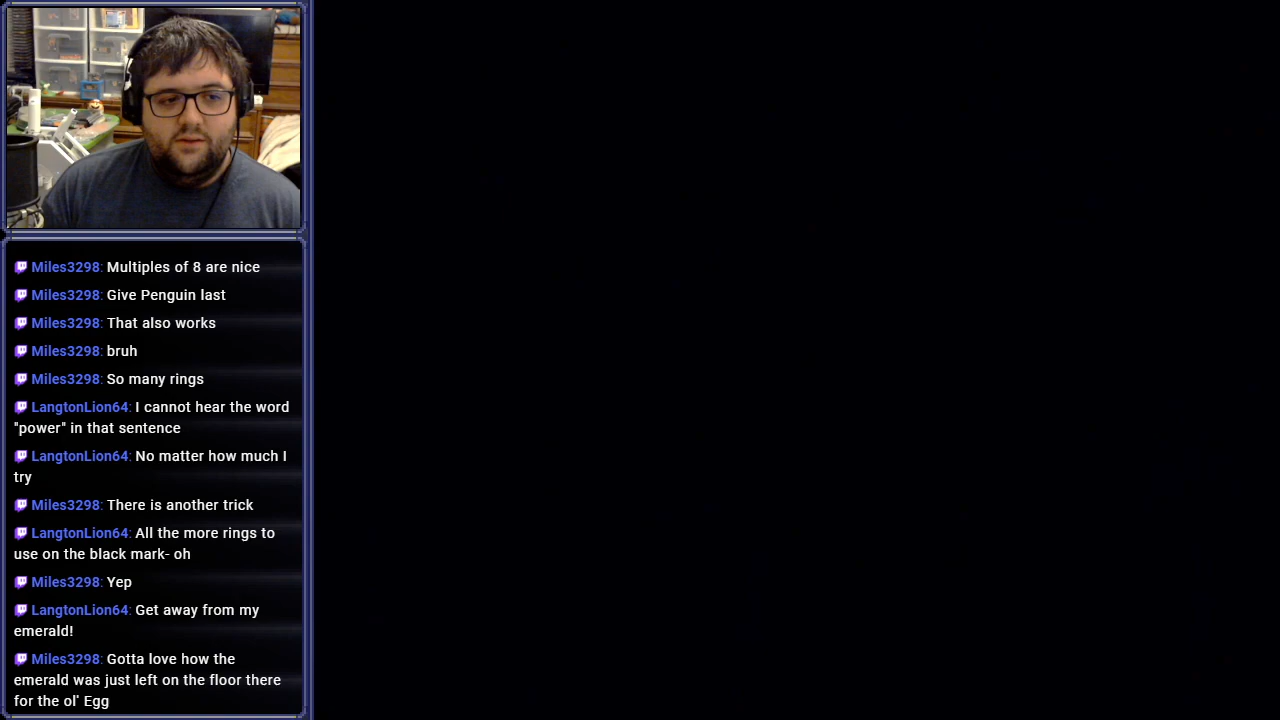 Miles3298: Multiples of 8 are nice
Miles3298: Give Penguin last
Miles3298: That also works
Miles3298: bruh
Miles3298: So many rings
LangtonLion64: I cannot hear the word
"power" in that sentence
LangtonLion64: No matter how much I
try
Miles3298: There is another trick
LangtonLion64: All the more rings to
use on the black mark- oh
Miles3298: Yep
LangtonLion64: Get away from my
emerald!
Miles3298: Gotta love how the
emerald was just left on the floor there
for the ol' Egg